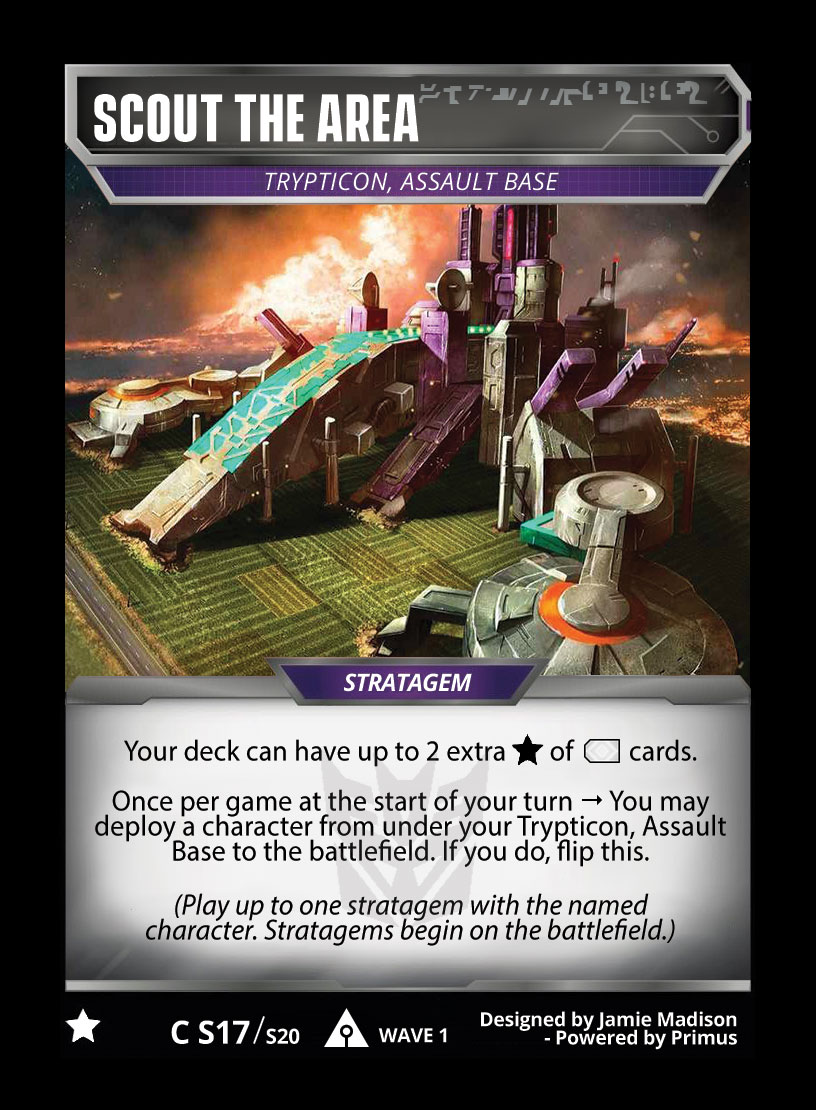 SCOUT THE AREA
TRYPTICON, ASSAULT BASE
STRATAGEM
Your deck can have up to 2 extra ★ of cards.
Once per game at the start of your turn → You may
deploy a character from under your Trypticon, Assault
Base to the battlefield. If you do, flip this.
(Play up to one stratagem with the named
character. Stratagems begin on the battlefield.)
★ C S17/S20 WAVE 1
Designed by Jamie Madison
- Powered by Primus